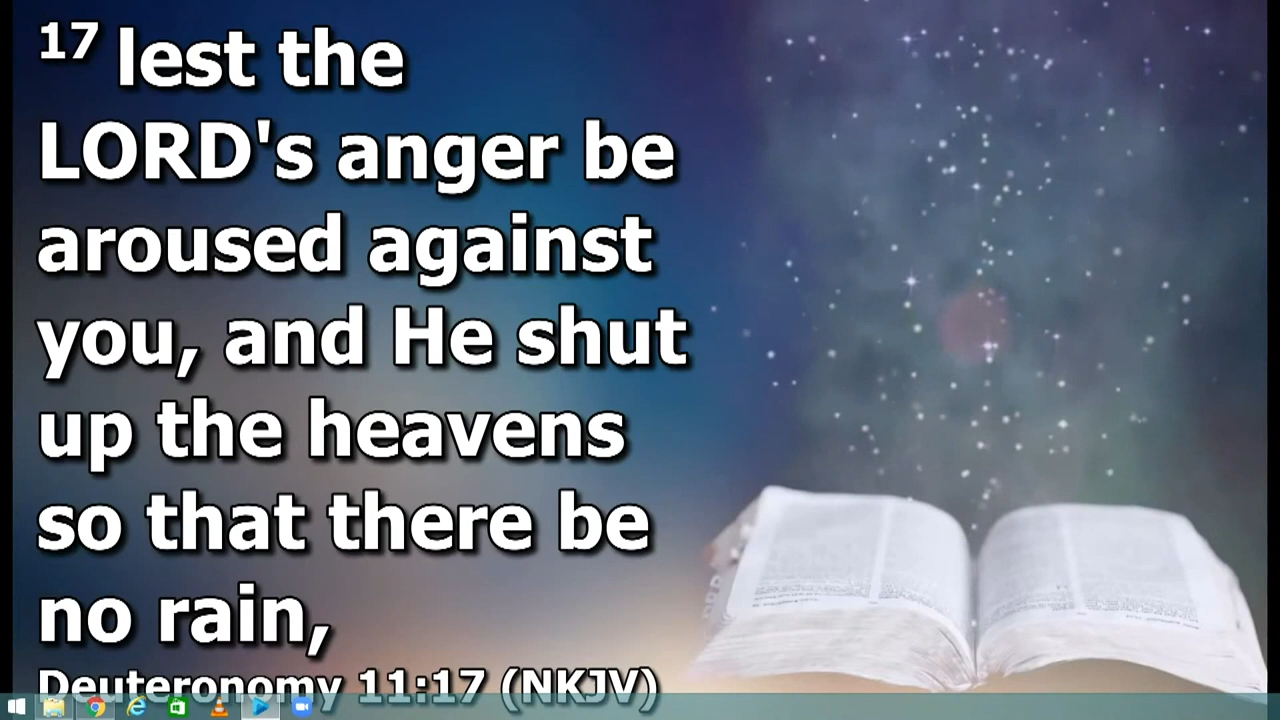 17 lest the
LORD's anger be
aroused against
you, and He shut
up the heavens
so that there be
no rain,
Deuteronomy 11:17 (NKJV)